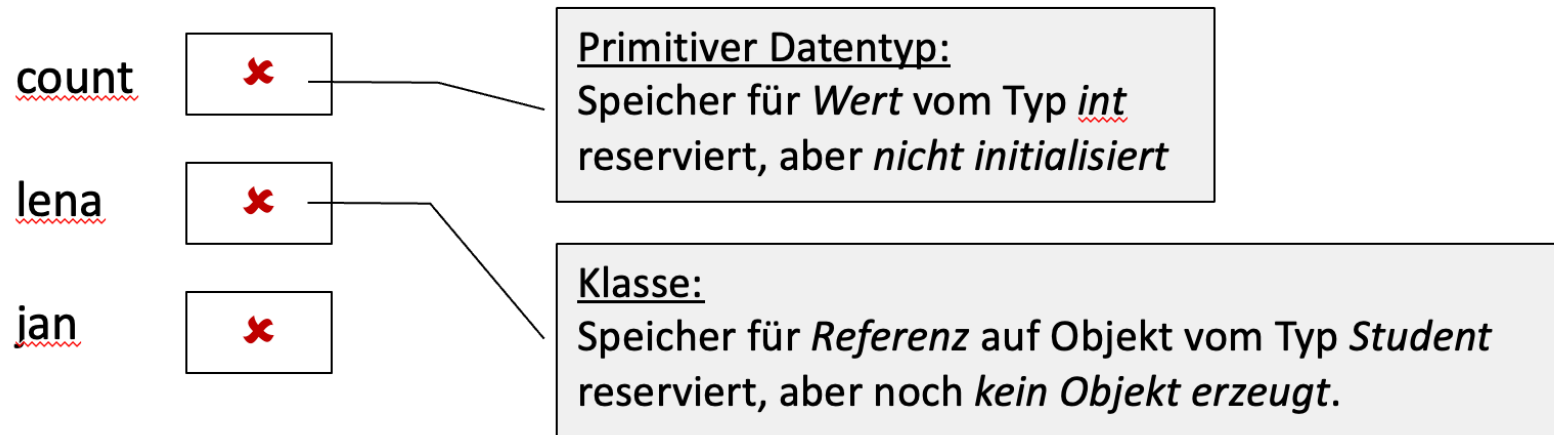 count
Primitiver Datentyp:
Speicher für Wert vom Typ int
reserviert, aber nicht initialisiert
lena
Klasse:
Speicher für Referenz auf Objekt vom Typ Student
reserviert, aber noch kein Objekt erzeugt.
jan